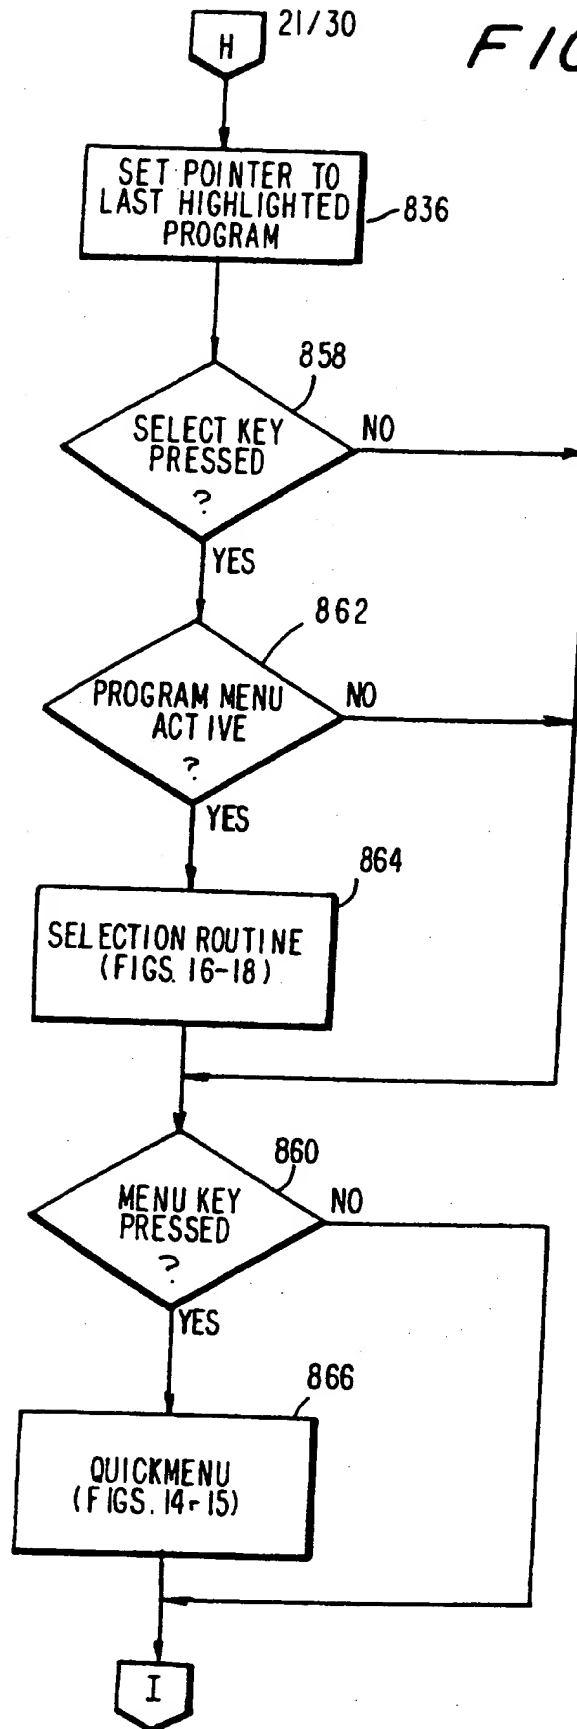 H
21/30
SET POINTER TO
LAST HIGHLIGHTED
PROGRAM
836
858
SELECT KEY
PRESSED
?
NO
YES
862
PROGRAM MENU
ACTIVE
?
NO
YES
864
SELECTION ROUTINE
(FIGS. 16-18)
860
MENU KEY
PRESSED
?
NO
YES
866
QUICKMENU
(FIGS. 14-15)
I